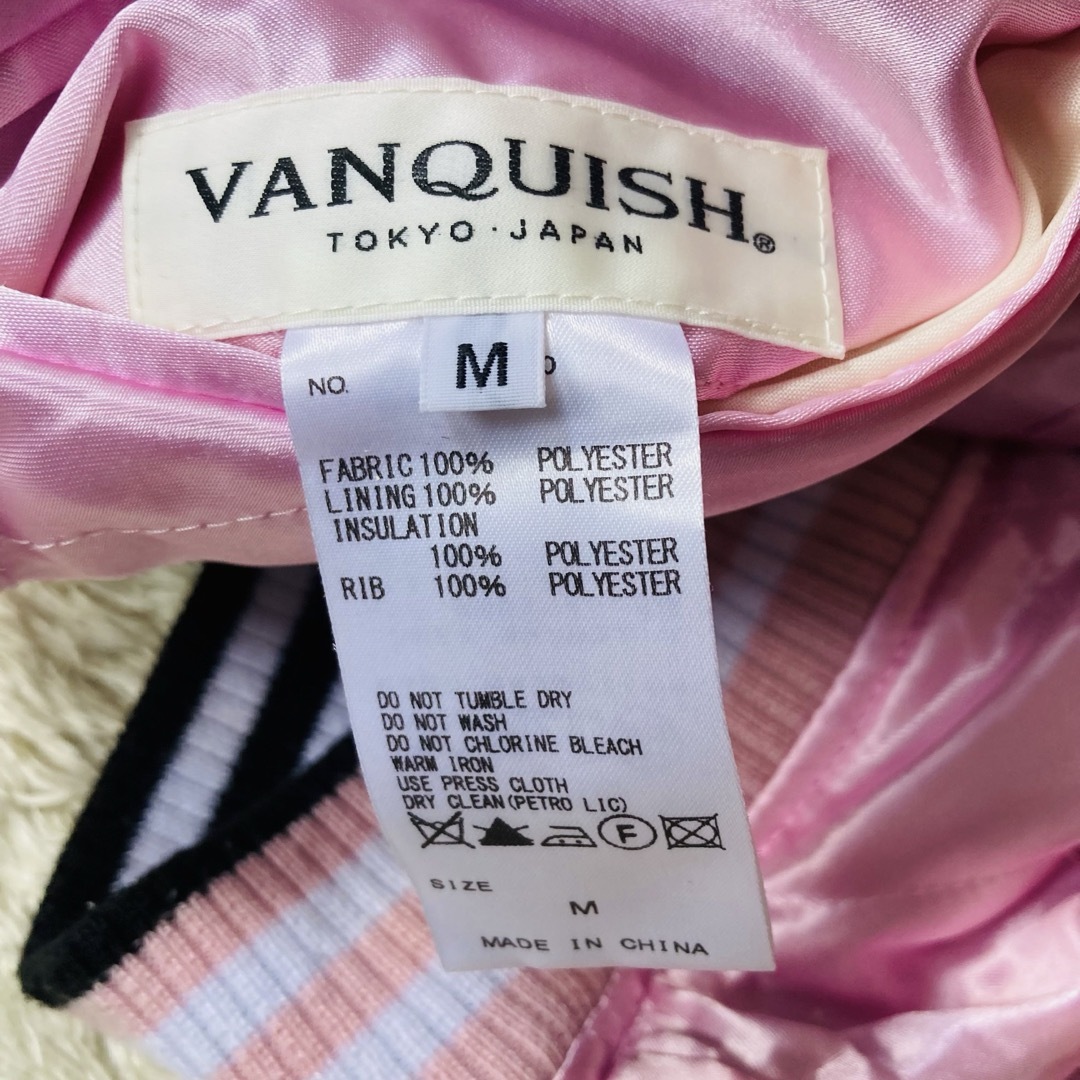 VANQUISH®
TOKYO · JAPAN
M
NO.
FABRIC 100% POLYESTER
LINING 100% POLYESTER
INSULATION
100% POLYESTER
RIB 100% POLYESTER
DO NOT TUMBLE DRY
DO NOT WASH
DO NOT CHLORINE BLEACH
WARM IRON
USE PRESS CLOTH
DRY CLEAN(PETRO LIC)
F
SIZE
M
MADE IN CHINA